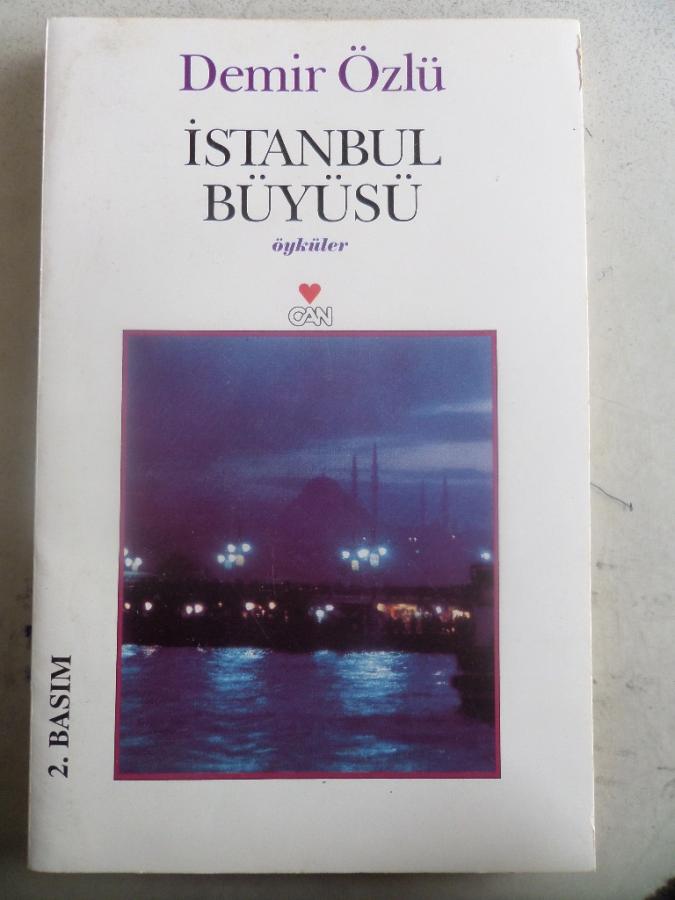 Demir Özlü
İSTANBUL
BÜYÜSÜ
öyküler
CAN
2. BASIM